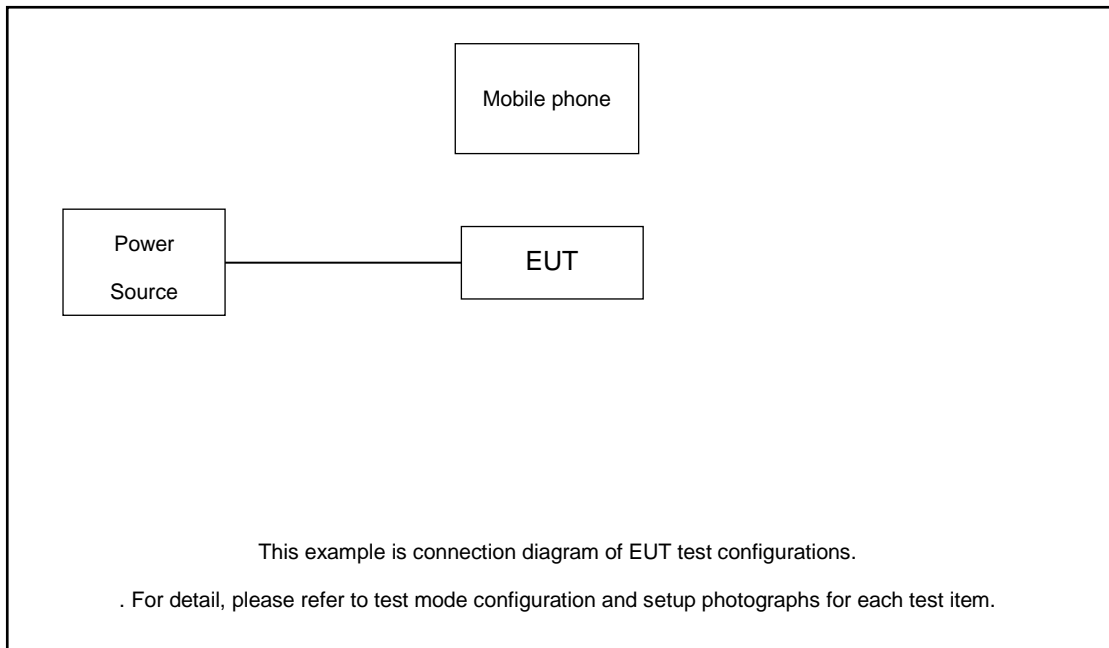 Mobile phone
Power
Source
EUT
This example is connection diagram of EUT test configurations.
. For detail, please refer to test mode configuration and setup photographs for each test item.